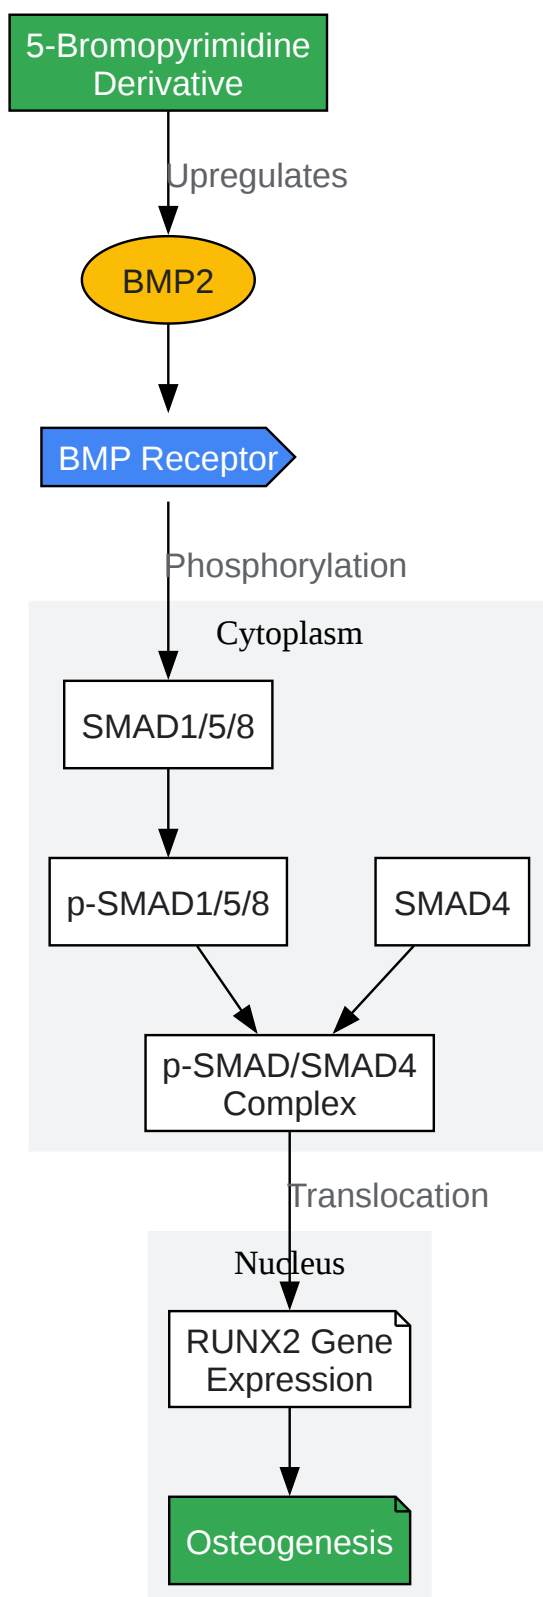 5-Bromopyrimidine
Derivative
Upregulates
BMP2
BMP Receptor
Phosphorylation
Cytoplasm
SMAD1/5/8
p-SMAD1/5/8
SMAD4
p-SMAD/SMAD4
Complex
Translocation
Nucleus
RUNX2 Gene
Expression
Osteogenesis